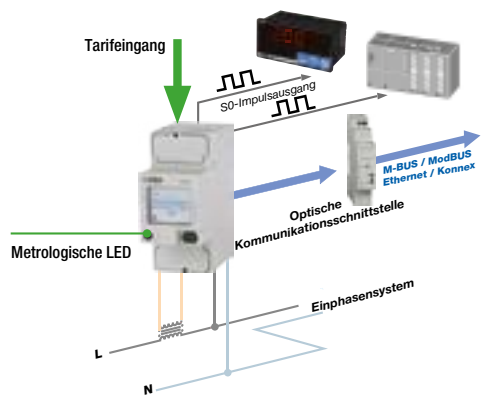 Tarifeingang
S0-Impulsausgang
M-BUS / ModBUS
Ethernet / Konnex
Optische
Kommunikationsschnittstelle
Metrologische LED
Einphasensystem
L
N